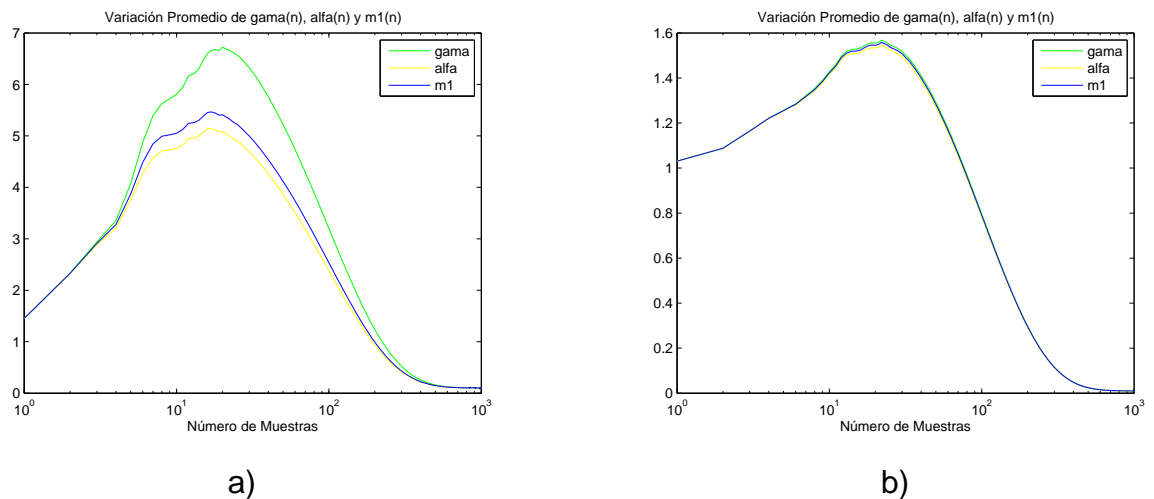 Variación Promedio de gama(n), alfa(n) y m1(n)
7
6
5
4
3
2
1
0
10^0
10^1
10^2
10^3
Número de Muestras
gama
alfa
m1
a)
Variación Promedio de gama(n), alfa(n) y m1(n)
1.6
1.4
1.2
1
0.8
0.6
0.4
0.2
0
10^0
10^1
10^2
10^3
Número de Muestras
gama
alfa
m1
b)